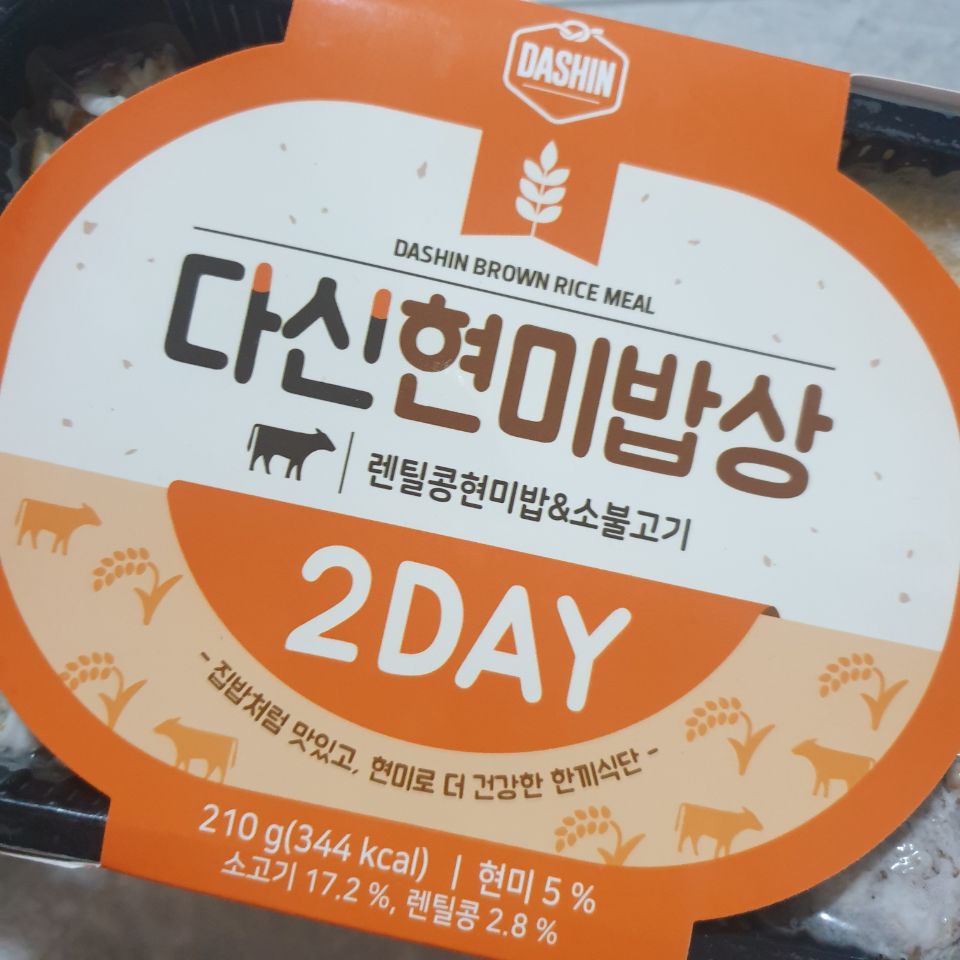 DASHIN
DASHIN BROWN RICE MEAL
다신현미밥상
렌틸콩현미밥&소불고기
2DAY
- 집밥처럼 맛있고, 현미로 더 건강한 한끼식단 -
210 g(344 kcal) | 현미 5 %
소고기 17.2 %, 렌틸콩 2.8 %